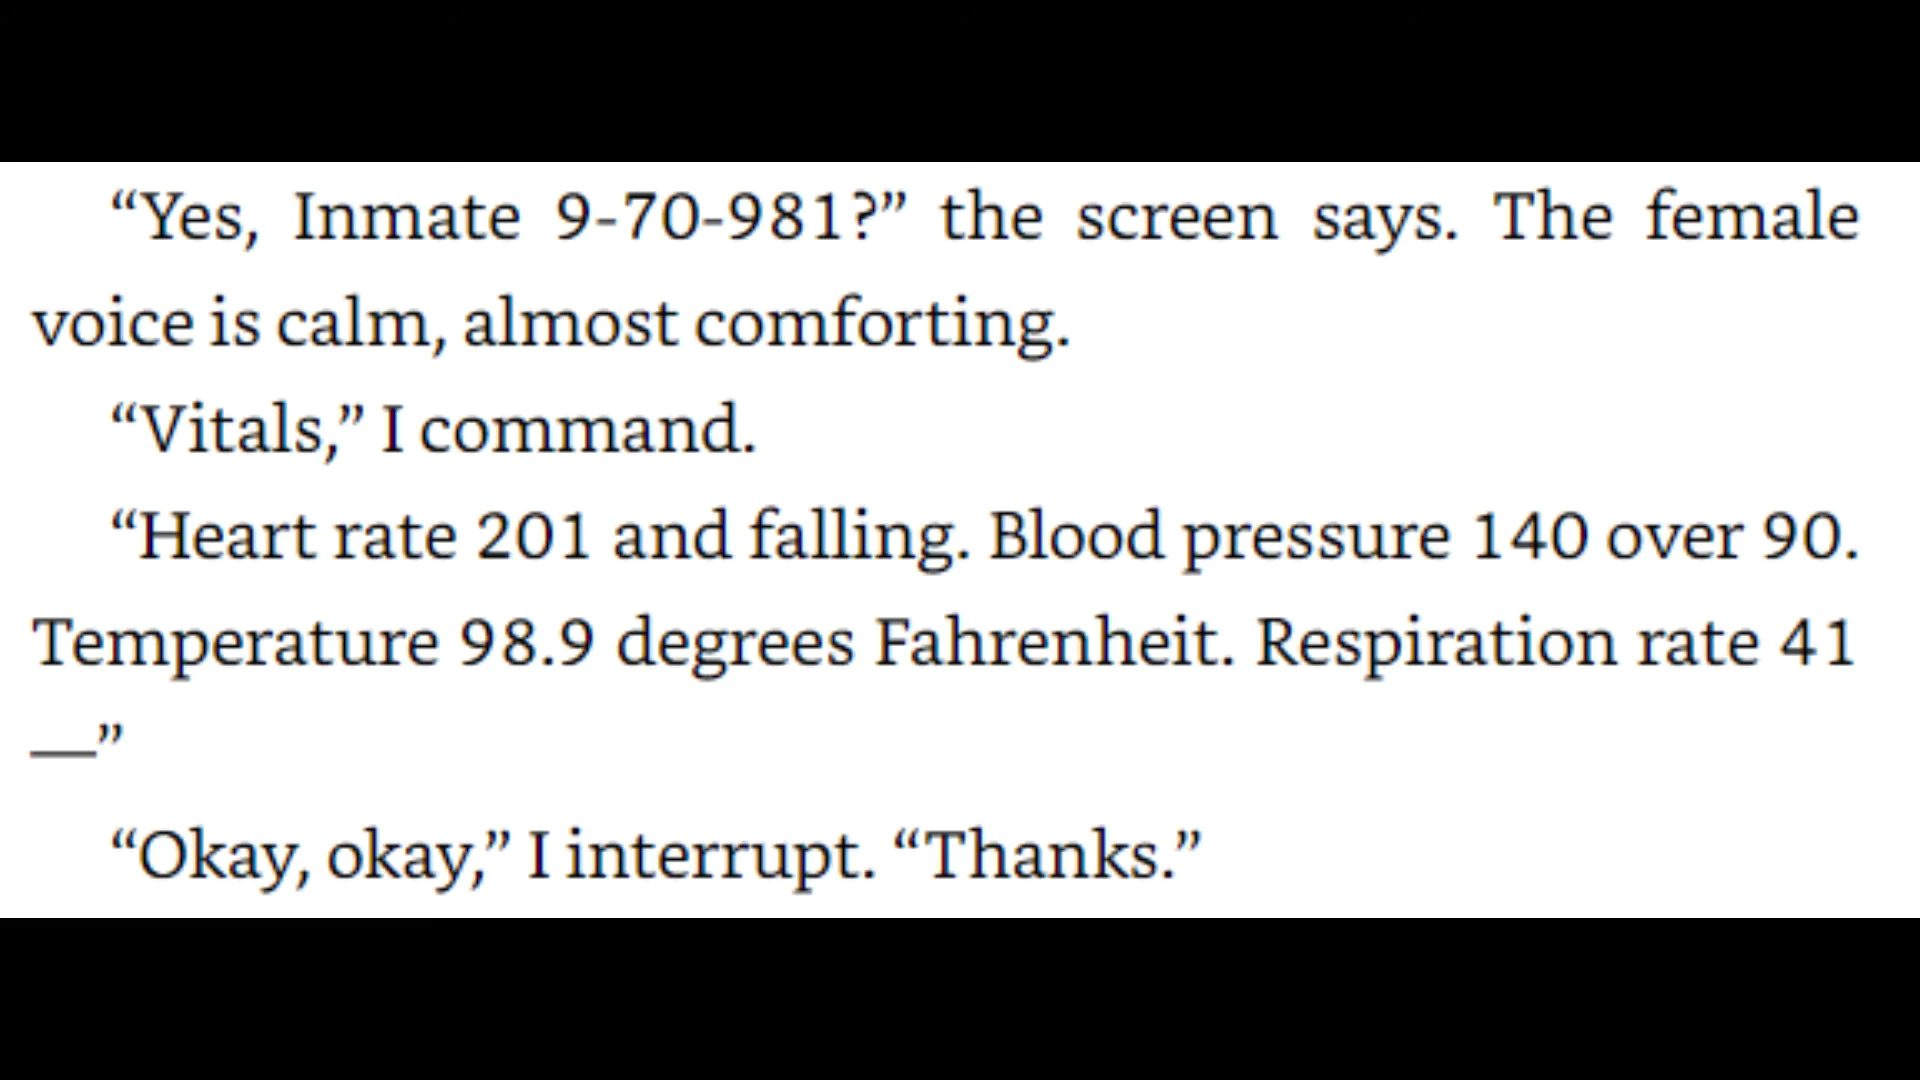 “Yes, Inmate 9-70-981?” the screen says. The female
voice is calm, almost comforting.
“Vitals,” I command.
“Heart rate 201 and falling. Blood pressure 140 over 90.
Temperature 98.9 degrees Fahrenheit. Respiration rate 41
—”
“Okay, okay,” I interrupt. “Thanks.”